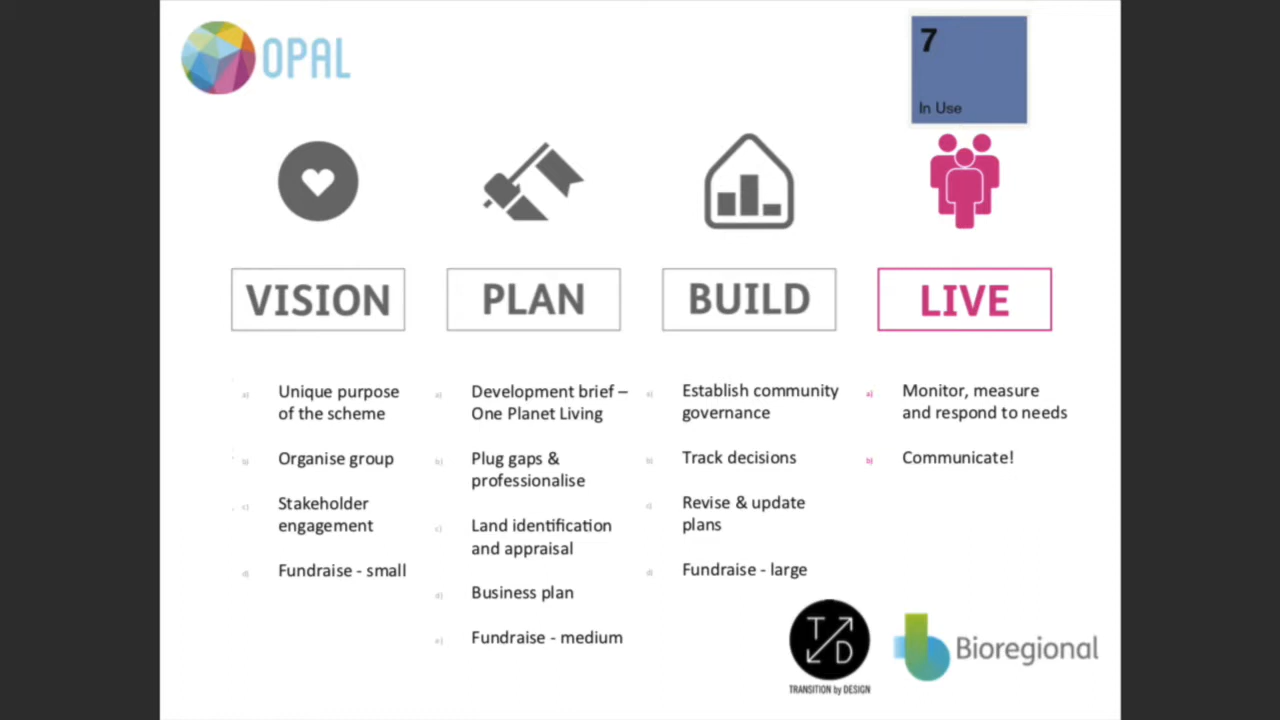 OPAL
7
In Use
VISION
PLAN
BUILD
LIVE
a) Unique purpose
of the scheme
b) Organise group
c) Stakeholder
engagement
d) Fundraise - small
a) Development brief –
One Planet Living
b) Plug gaps &
professionalise
c) Land identification
and appraisal
d) Business plan
e) Fundraise - medium
a) Establish community
governance
b) Track decisions
c) Revise & update
plans
d) Fundraise - large
a) Monitor, measure
and respond to needs
b) Communicate!
T D
TRANSITION by DESIGN
Bioregional